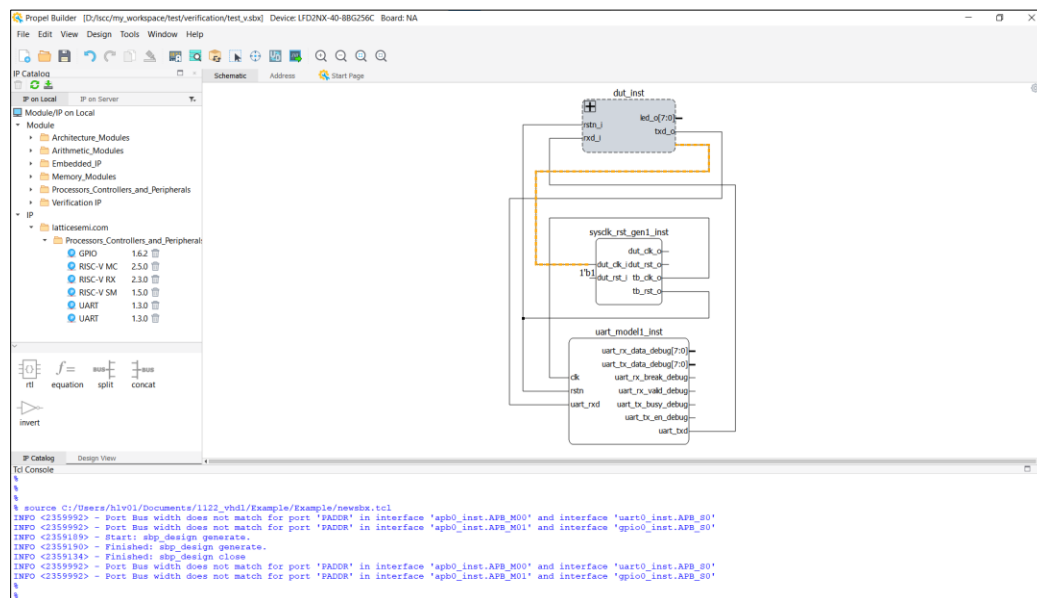 Propel Builder [D:/lscc/my_workspace/test/verification/test_v.sbx] Device: LFD2NX-40-8BG256C Board: NA
File Edit View Design Tools Window Help
IP Catalog
Schematic Address Start Page
IP on Local IP on Server
Module/IP on Local
Module
Architecture_Modules
Arithmetic_Modules
Embedded_IP
Memory_Modules
Processors_Controllers_and_Peripherals
Verification IP
IP
latticesemi.com
Processors_Controllers_and_Peripherals
GPIO 1.6.2
RISC-V MC 2.5.0
RISC-V RX 2.3.0
RISC-V SM 1.5.0
UART 1.3.0
UART 1.3.0
rtl equation split concat
invert
IP Catalog Design View
dut_inst
led_o[7:0]
rstn_i
txd_o
rxd_i
sysclk_rst_gen1_inst
dut_clk_o
dut_clk_i dut_rst_o
1'b1
dut_rst_i tb_clk_o
tb_rst_o
uart_model1_inst
uart_rx_data_debug[7:0]
uart_tx_data_debug[7:0]
clk uart_rx_break_debug
rstn uart_rx_valid_debug
uart_rxd uart_tx_busy_debug
uart_tx_en_debug
uart_txd
Tcl Console
%
%
%
% source C:/Users/hlv01/Documents/1122_vhdl/Example/Example/newsbx.tcl
INFO <2359992> - Port Bus width does not match for port 'PADDR' in interface 'apb0_inst.APB_M00' and interface 'uart0_inst.APB_S0'
INFO <2359992> - Port Bus width does not match for port 'PADDR' in interface 'apb0_inst.APB_M01' and interface 'gpio0_inst.APB_S0'
INFO <2359189> - Start: sbp_design generate.
INFO <2359190> - Finished: sbp_design generate.
INFO <2359134> - Finished: sbp_design close
INFO <2359992> - Port Bus width does not match for port 'PADDR' in interface 'apb0_inst.APB_M00' and interface 'uart0_inst.APB_S0'
INFO <2359992> - Port Bus width does not match for port 'PADDR' in interface 'apb0_inst.APB_M01' and interface 'gpio0_inst.APB_S0'
%
%